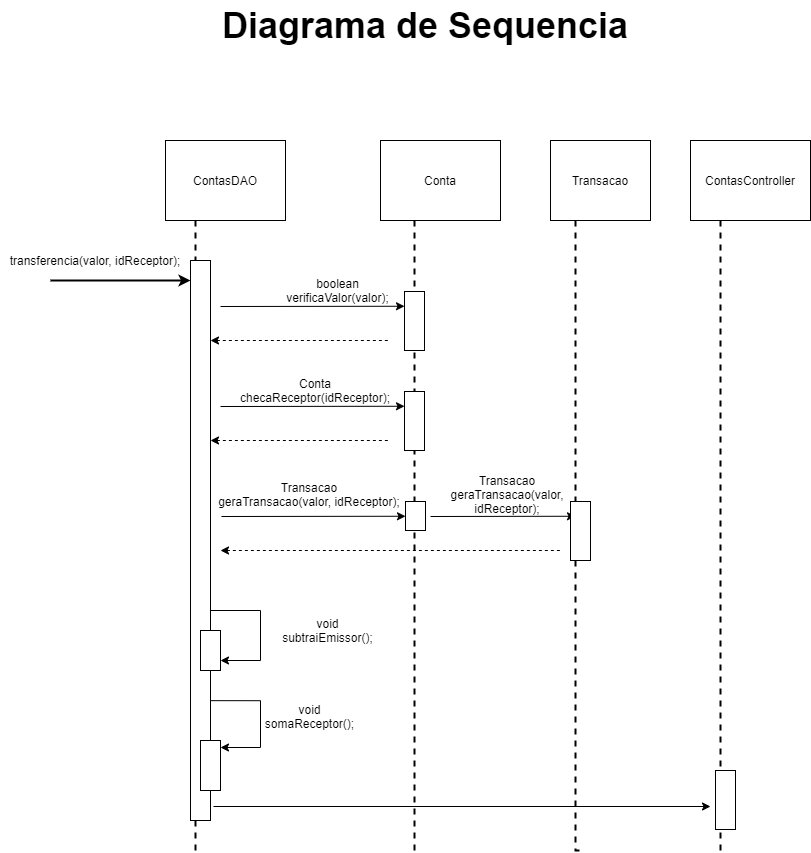 Diagrama de Sequencia
ContasDAO
Conta
Transacao
ContasController
transferencia(valor, idReceptor);
boolean
verificaValor(valor);
Conta
checaReceptor(idReceptor);
Transacao
geraTransacao(valor, idReceptor);
Transacao
geraTransacao(valor,
idReceptor);
void
subtraiEmissor();
void
somaReceptor();